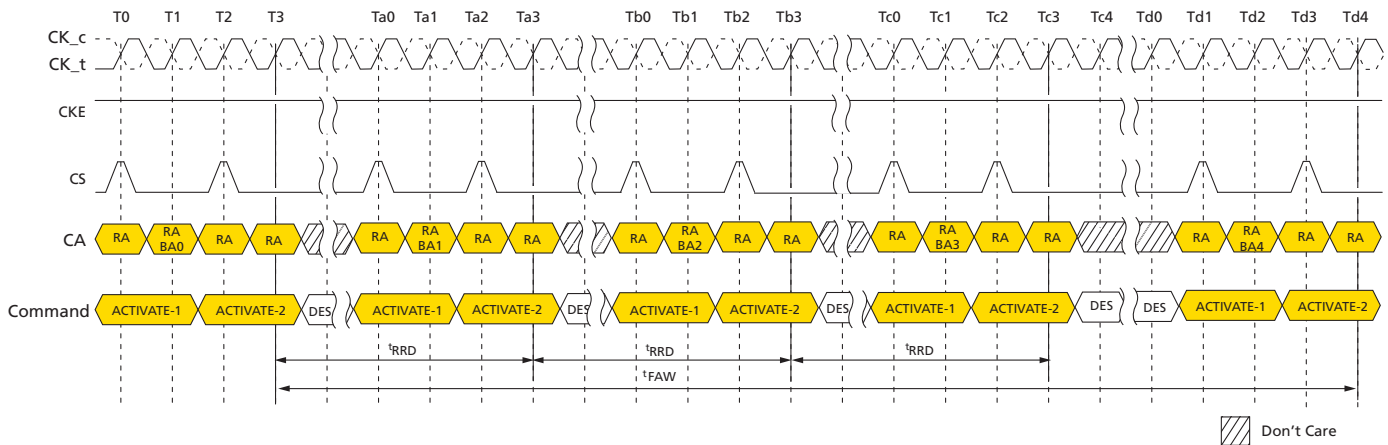 T0 T1 T2 T3 Ta0 Ta1 Ta2 Ta3 Tb0 Tb1 Tb2 Tb3 Tc0 Tc1 Tc2 Tc3 Tc4 Td0 Td1 Td2 Td3 Td4
CK_c
CK_t
CKE
CS
CA RA RA BA0 RA RA RA RA BA1 RA RA RA RA BA2 RA RA RA RA BA3 RA RA RA RA BA4 RA RA
Command ACTIVATE-1 ACTIVATE-2 DES ACTIVATE-1 ACTIVATE-2 DES ACTIVATE-1 ACTIVATE-2 DES ACTIVATE-1 ACTIVATE-2 DES DES ACTIVATE-1 ACTIVATE-2
tRRD tRRD tRRD
tFAW
Don't Care